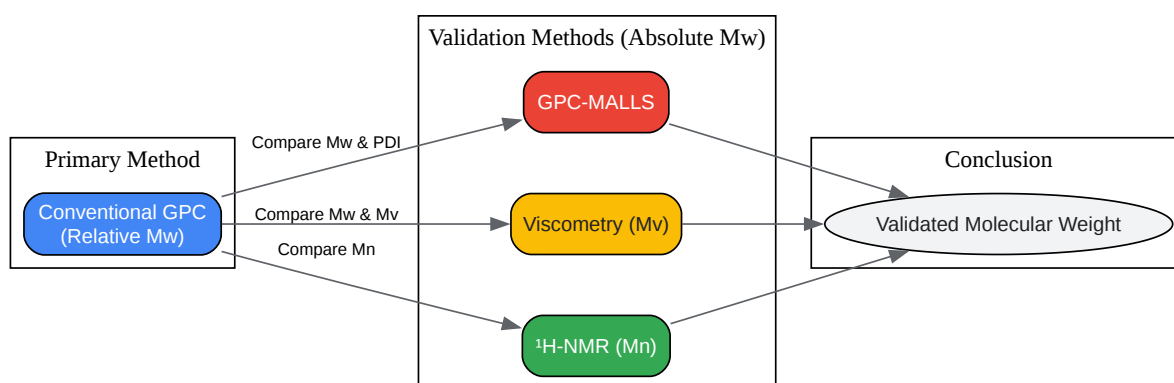 Validation Methods (Absolute Mw)
GPC-MALLS
Compare Mw & PDI
Primary Method
Conclusion
Conventional GPC
(Relative Mw)
Compare Mw & Mv
Viscometry (Mv)
Validated Molecular Weight
Compare Mn
¹H-NMR (Mn)